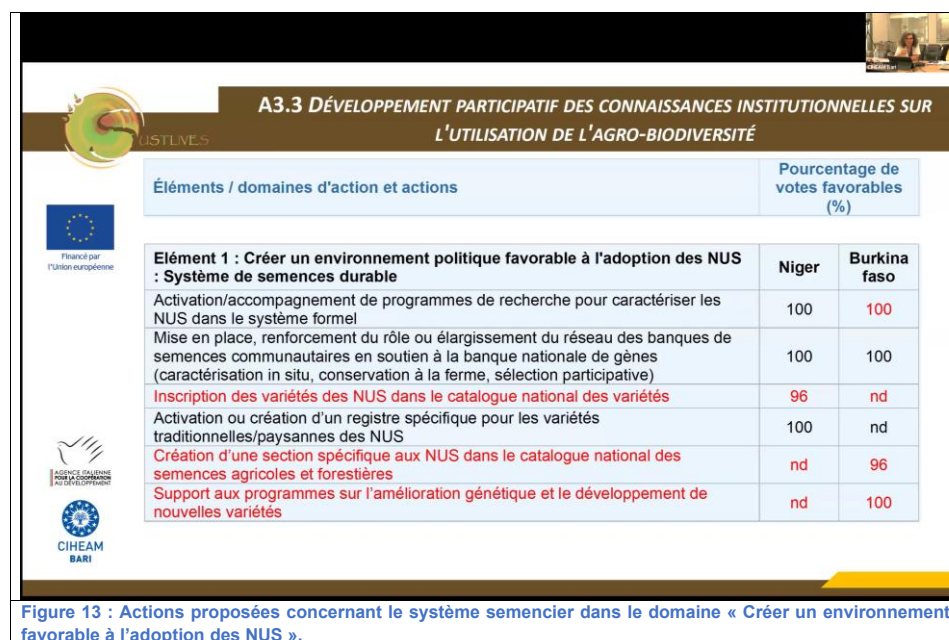 A3.3 DÉVELOPPEMENT PARTICIPATIF DES CONNAISSANCES INSTITUTIONNELLES SUR
L'UTILISATION DE L'AGRO-BIODIVERSITÉ
USTLIVES
Éléments / domaines d'action et actions
Pourcentage de
votes favorables
(%)
Financé par
l'Union européenne
Elément 1 : Créer un environnement politique favorable à l'adoption des NUS
: Système de semences durable
Niger
Burkina
faso
Activation/accompagnement de programmes de recherche pour caractériser les
NUS dans le système formel
100
100
Mise en place, renforcement du rôle ou élargissement du réseau des banques de
semences communautaires en soutien à la banque nationale de gènes
(caractérisation in situ, conservation à la ferme, sélection participative)
100
100
Inscription des variétés des NUS dans le catalogue national des variétés
96
nd
Activation ou création d'un registre spécifique pour les variétés
traditionnelles/paysannes des NUS
100
nd
Création d'une section spécifique aux NUS dans le catalogue national des
semences agricoles et forestières
nd
96
Support aux programmes sur l'amélioration génétique et le développement de
nouvelles variétés
nd
100
AGENCE ITALIENNE
POUR LA COOPÉRATION
AU DÉVELOPPEMENT
CIHEAM
BARI
Figure 13 : Actions proposées concernant le système semencier dans le domaine « Créer un environnement
favorable à l'adoption des NUS ».